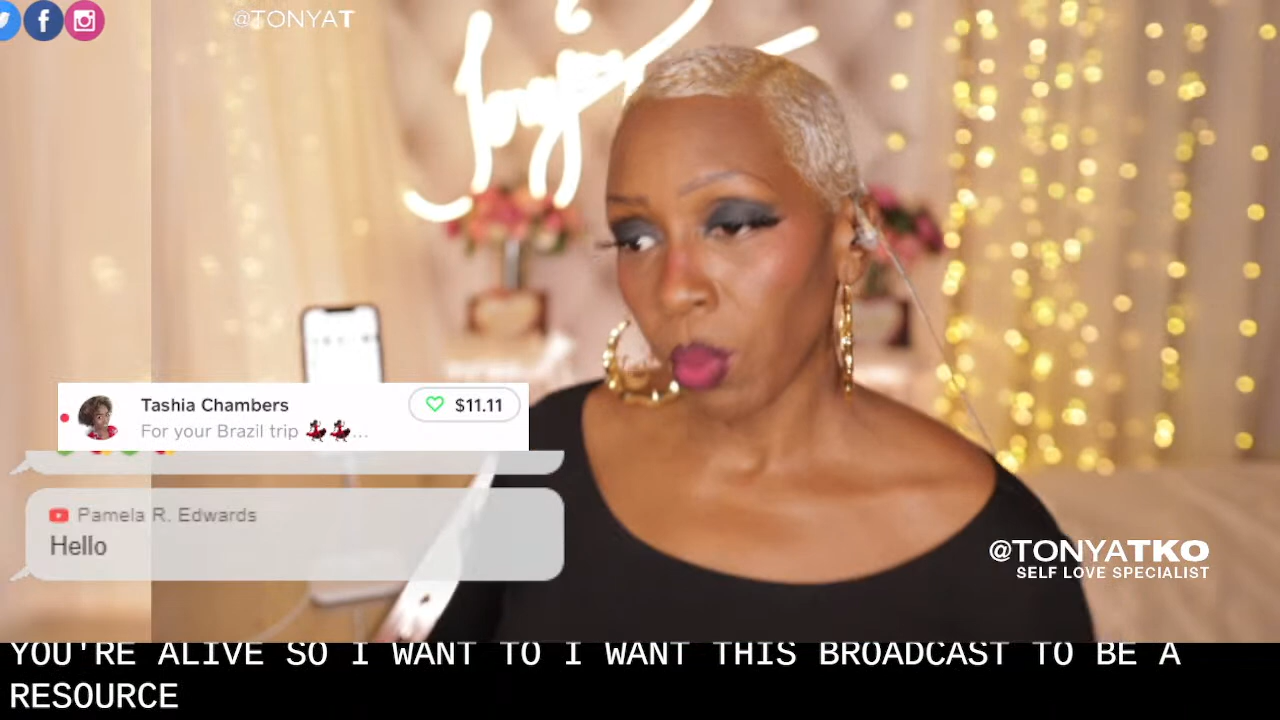 @TONYAT
Tashia Chambers
$11.11
For your Brazil trip 💃💃...
Pamela R. Edwards
Hello
@TONYATKO
SELF LOVE SPECIALIST
YOU'RE ALIVE SO I WANT TO I WANT THIS BROADCAST TO BE A
RESOURCE